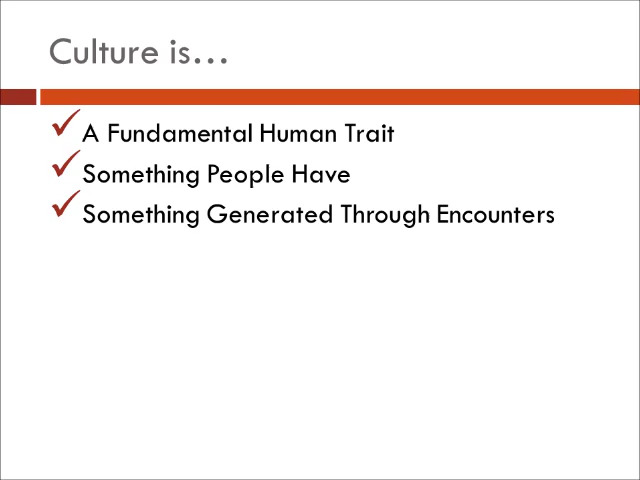 Culture is…
A Fundamental Human Trait
Something People Have
Something Generated Through Encounters